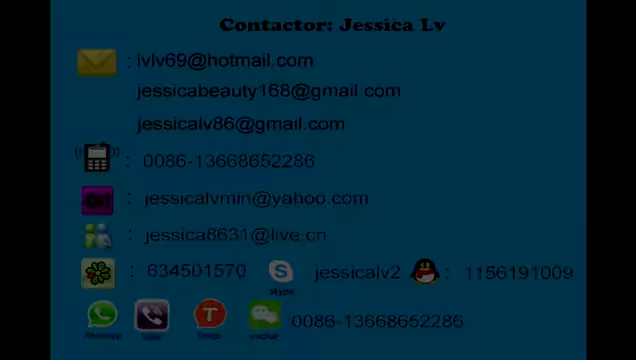 Contactor: Jessica Lv
: lvlv69@hotmail.com
jessicabeauty168@gmail.com
jessicalv86@gmail.com
: 0086-13668652286
: jessicalvmin@yahoo.com
: jessica8631@live.cn
: 634501570 skype jessicalv2 : 1156191009
0086-13668652286